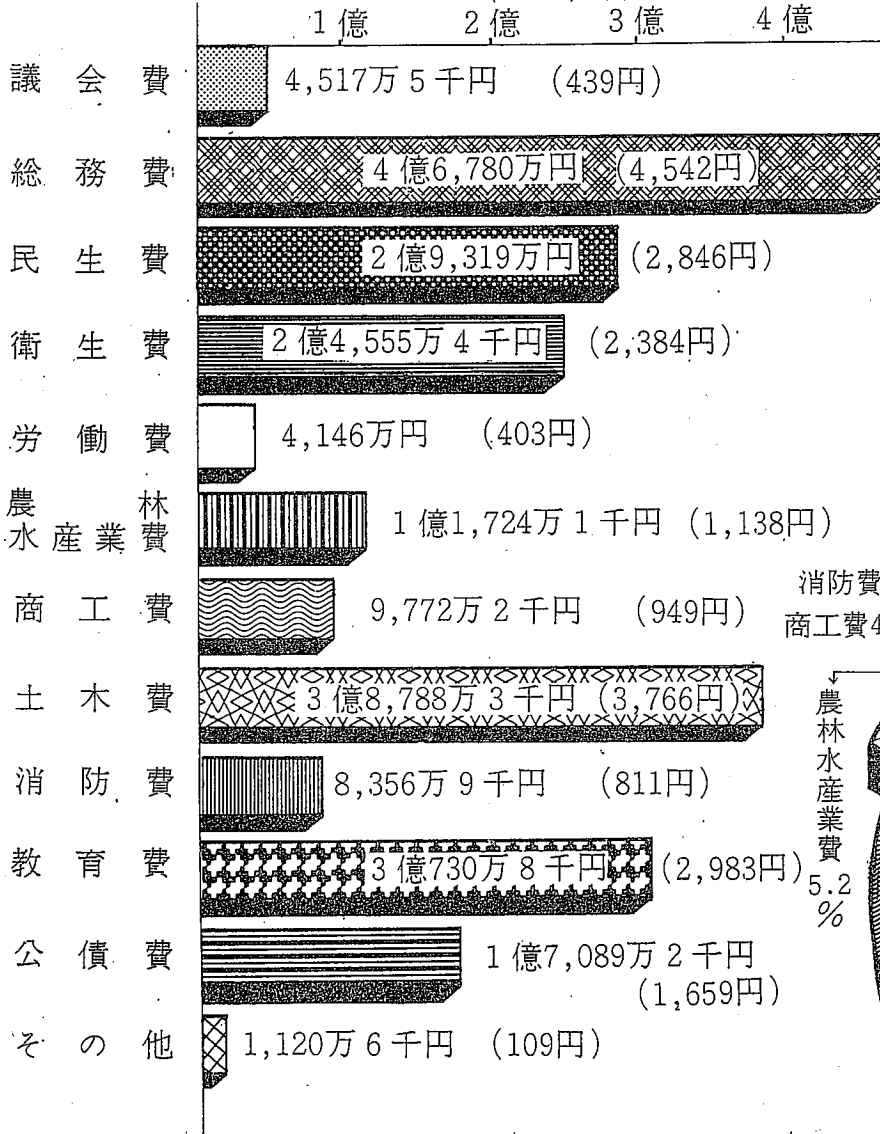 1億 2億 3億 4億
議会費 4,517万5千円 (439円)
総務費 4億6,780万円 (4,542円)
民生費 2億9,319万円 (2,846円)
衛生費 2億4,555万4千円 (2,384円)
労働費 4,146万円 (403円)
農林
水産業費 1億1,724万1千円 (1,138円)
商工費 9,772万2千円 (949円)
土木費 3億8,788万3千円 (3,766円)
消防費 8,356万9千円 (811円)
教育費 3億730万8千円 (2,983円)
公債費 1億7,089万2千円
(1,659円)
その他 1,120万6千円 (109円)
消防費
商工費4
農林水産業費
5.2
%